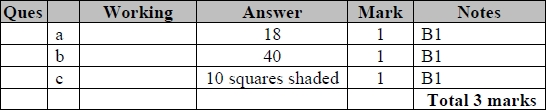 Ques Working Answer Mark Notes
a 18 1 B1
b 40 1 B1
c 10 squares shaded 1 B1
Total 3 marks